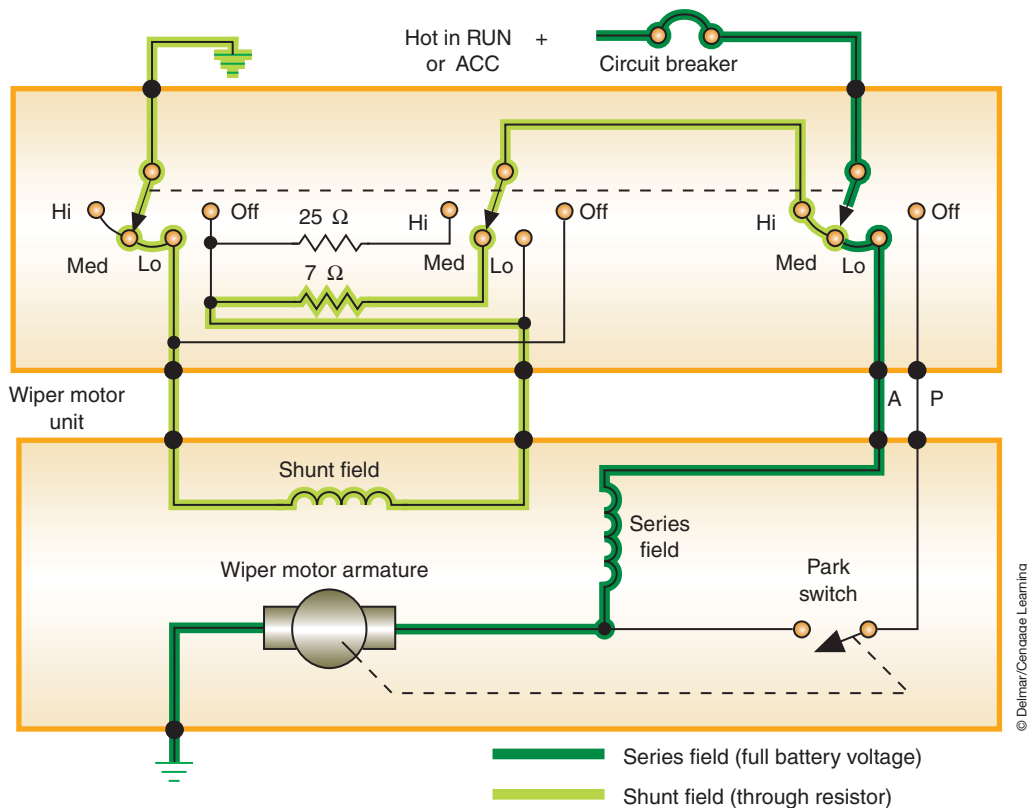 Hot in RUN +
or ACC
Circuit breaker
Hi
Med
Lo
Off
25 Ω
7 Ω
Hi
Med
Lo
Off
Hi
Med
Lo
Off
Wiper motor
unit
A
P
Shunt field
Series
field
Wiper motor armature
Park
switch
© Delmar/Cengage Learning
Series field (full battery voltage)
Shunt field (through resistor)